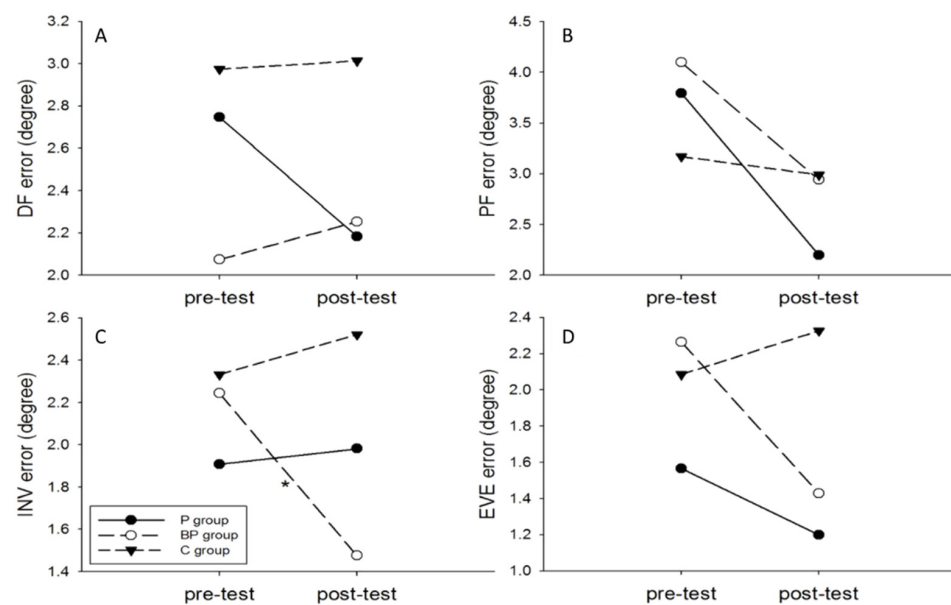 A
DF error (degree)
3.2
3.0
2.8
2.6
2.4
2.2
2.0
pre-test post-test
B
PF error (degree)
4.5
4.0
3.5
3.0
2.5
2.0
pre-test post-test
C
INV error (degree)
2.6
2.4
2.2
2.0
1.8
1.6
1.4
*
P group
BP group
C group
pre-test post-test
D
EVE error (degree)
2.4
2.2
2.0
1.8
1.6
1.4
1.2
1.0
pre-test post-test